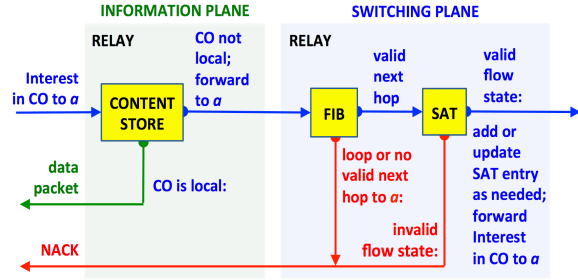 INFORMATION PLANE
SWITCHING PLANE
RELAY
CO not
local;
forward
to a
RELAY
valid
next
hop
valid
flow
state:
Interest
in CO to a
CONTENT
STORE
FIB
SAT
add or
update
SAT entry
as needed;
forward
Interest
in CO to a
data
packet
CO is local:
loop or no
valid next
hop to a:
invalid
flow state:
NACK